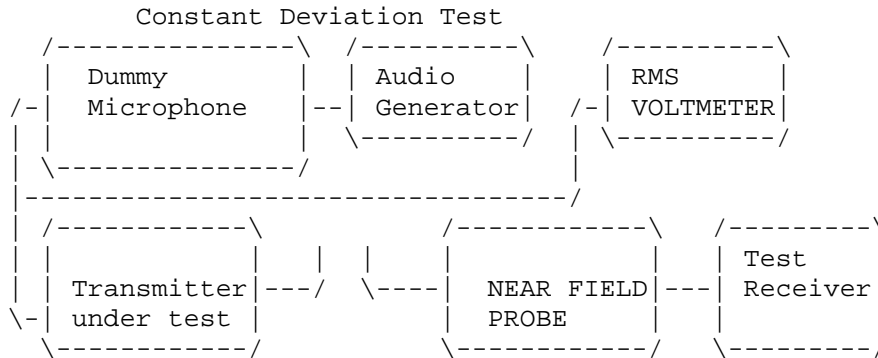 Constant Deviation Test
Dummy Audio RMS
Microphone Generator VOLTMETER
Test
Transmitter NEAR FIELD Receiver
under test PROBE